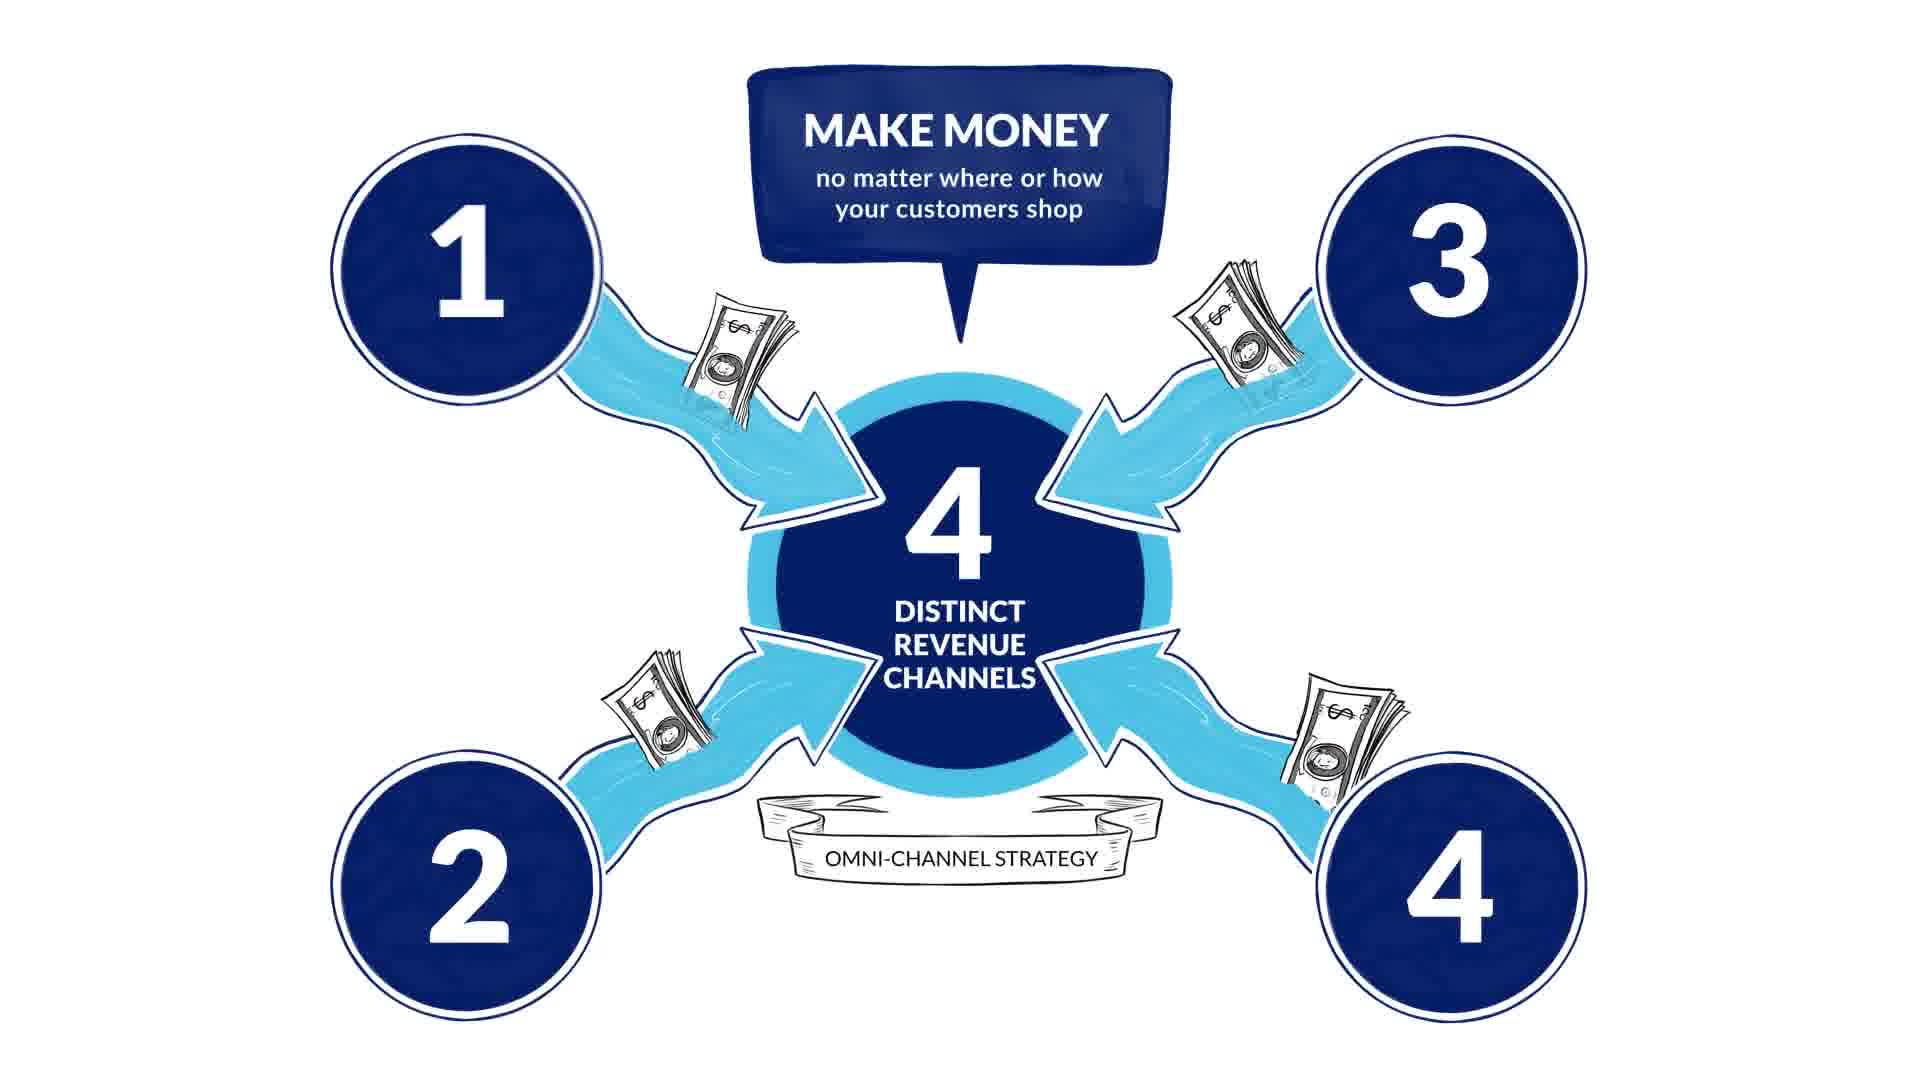 MAKE MONEY
no matter where or how
your customers shop
1
3
4
DISTINCT
REVENUE
CHANNELS
2
4
OMNI-CHANNEL STRATEGY